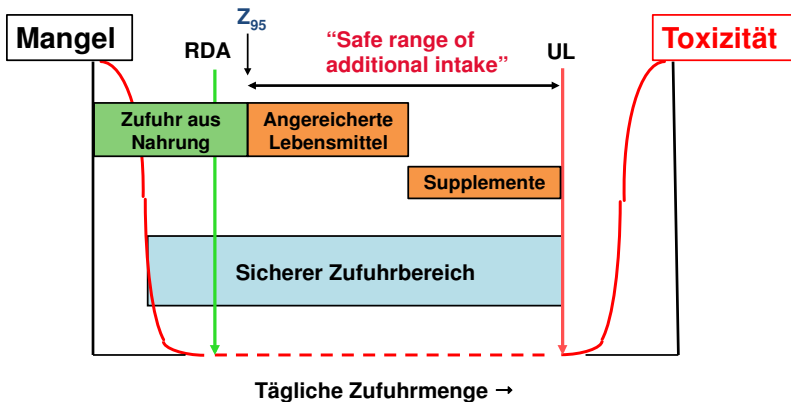 Mangel
Z95
RDA
“Safe range of
additional intake”
UL
Toxizität
Zufuhr aus
Nahrung
Angereicherte
Lebensmittel
Supplemente
Sicherer Zufuhrbereich
Tägliche Zufuhrmenge →